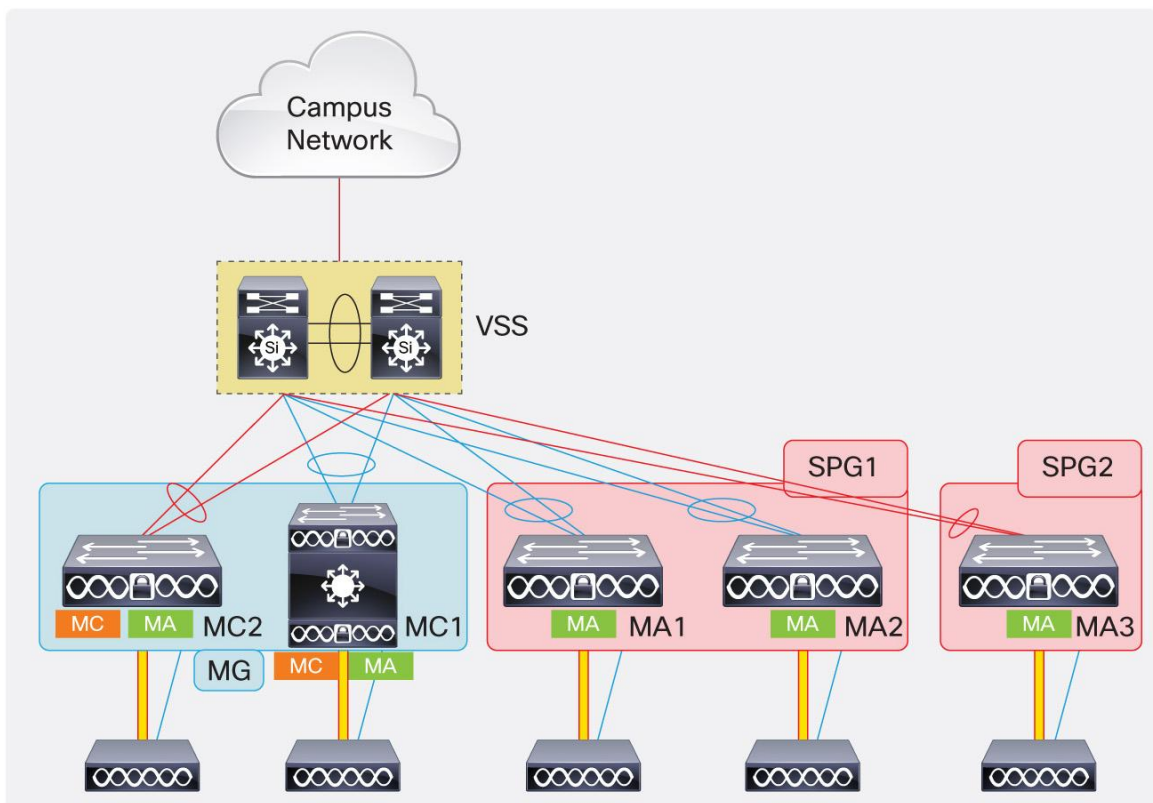 Campus
Network
Si
Si
VSS
SPG1
SPG2
MC
MA
MC2
MC1
MA
MA1
MA
MA2
MA
MA3
MG
MC
MA